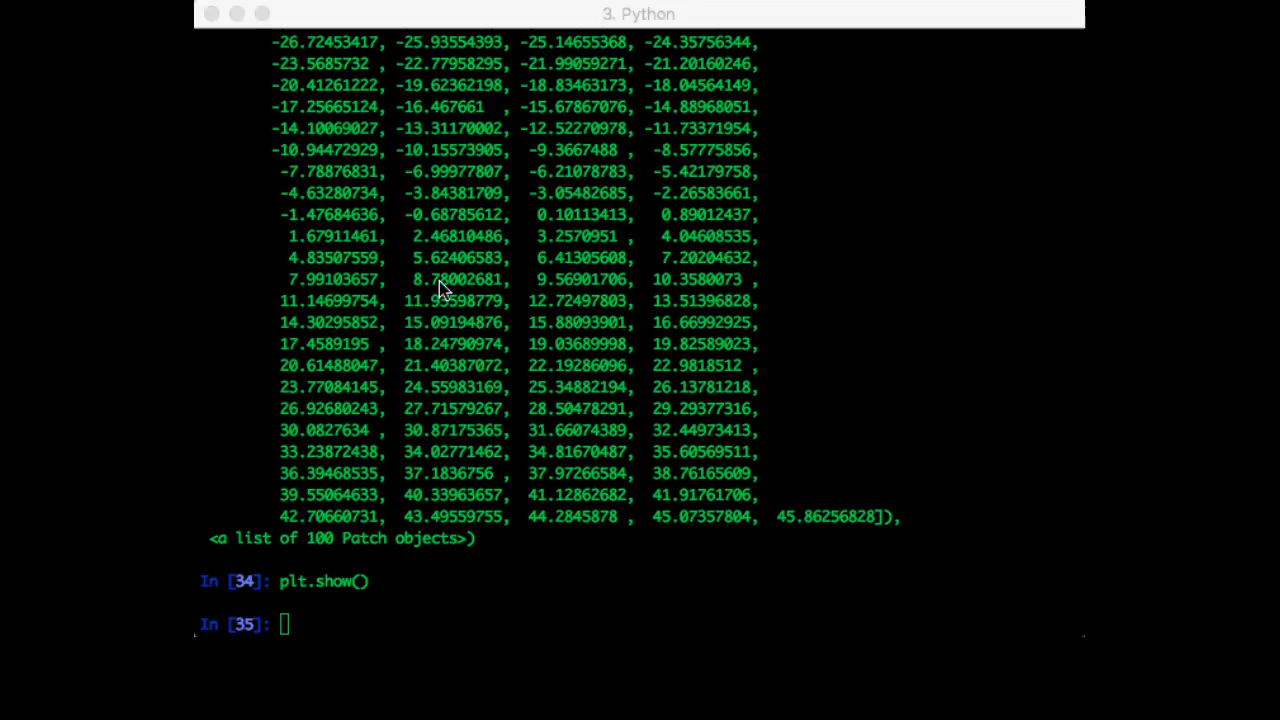 3. Python
-26.72453417, -25.93554393, -25.14655368, -24.35756344,
-23.5685732 , -22.77958295, -21.99059271, -21.20160246,
-20.41261222, -19.62362198, -18.83463173, -18.04564149,
-17.25665124, -16.467661 , -15.67867076, -14.88968051,
-14.10069027, -13.31170002, -12.52270978, -11.73371954,
-10.94472929, -10.15573905, -9.3667488 , -8.57775856,
-7.78876831, -6.99977807, -6.21078783, -5.42179758,
-4.63280734, -3.84381709, -3.05482685, -2.26583661,
-1.47684636, -0.68785612, 0.10113413, 0.89012437,
1.67911461, 2.46810486, 3.2570951 , 4.04608535,
4.83507559, 5.62406583, 6.41305608, 7.20204632,
7.99103657, 8.78002681, 9.56901706, 10.3580073 ,
11.14699754, 11.93598779, 12.72497803, 13.51396828,
14.30295852, 15.09194876, 15.88093901, 16.66992925,
17.4589195 , 18.24790974, 19.03689998, 19.82589023,
20.61488047, 21.40387072, 22.19286096, 22.9818512 ,
23.77084145, 24.55983169, 25.34882194, 26.13781218,
26.92680243, 27.71579267, 28.50478291, 29.29377316,
30.0827634 , 30.87175365, 31.66074389, 32.44973413,
33.23872438, 34.02771462, 34.81670487, 35.60569511,
36.39468535, 37.1836756 , 37.97266584, 38.76165609,
39.55064633, 40.33963657, 41.12862682, 41.91761706,
42.70660731, 43.49559755, 44.2845878 , 45.07357804, 45.86256828]),
<a list of 100 Patch objects>)
In [34]: plt.show()
In [35]: